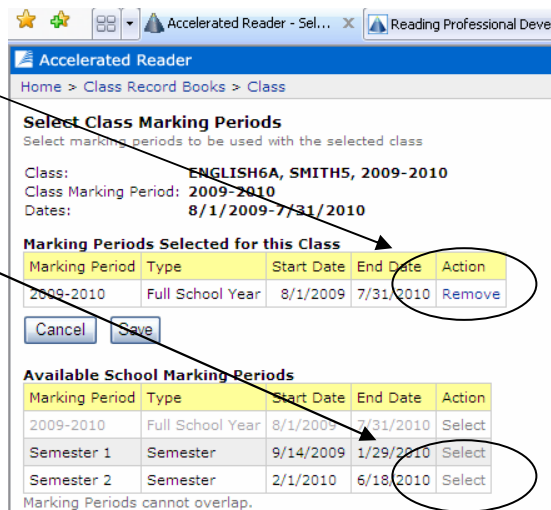 Accelerated Reader - Sel... X Reading Professional Deve
Accelerated Reader
Home > Class Record Books > Class
Select Class Marking Periods
Select marking periods to be used with the selected class
Class: ENGLISH6A, SMITH5, 2009-2010
Class Marking Period: 2009-2010
Dates: 8/1/2009-7/31/2010
Marking Periods Selected for this Class
Marking Period Type Start Date End Date Action
2009-2010 Full School Year 8/1/2009 7/31/2010 Remove
Cancel Save
Available School Marking Periods
Marking Period Type Start Date End Date Action
2009-2010 Full School Year 8/1/2009 7/31/2010 Select
Semester 1 Semester 9/14/2009 1/29/2010 Select
Semester 2 Semester 2/1/2010 6/18/2010 Select
Marking Periods cannot overlap.